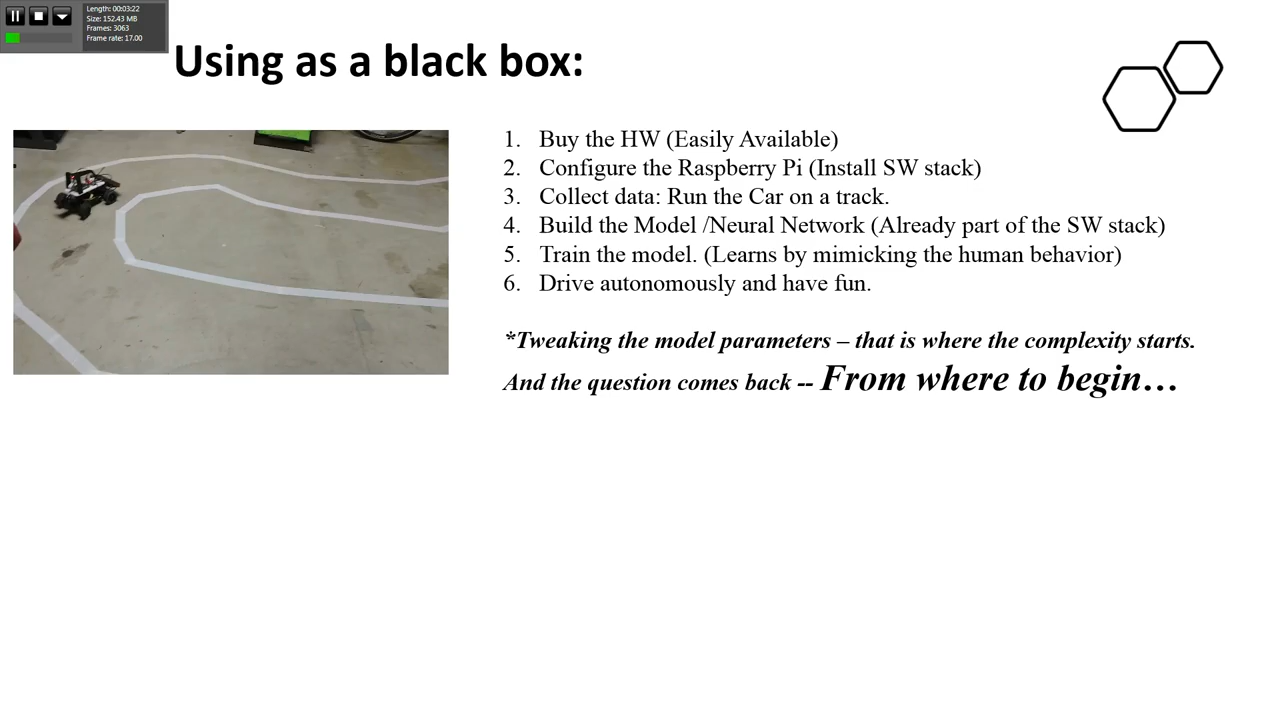 Length: 00:03:22
Size: 152.43 MB
Frames: 3063
Frame rate: 17.00
Using as a black box:
1. Buy the HW (Easily Available)
2. Configure the Raspberry Pi (Install SW stack)
3. Collect data: Run the Car on a track.
4. Build the Model /Neural Network (Already part of the SW stack)
5. Train the model. (Learns by mimicking the human behavior)
6. Drive autonomously and have fun.
*Tweaking the model parameters – that is where the complexity starts.
And the question comes back -- From where to begin…